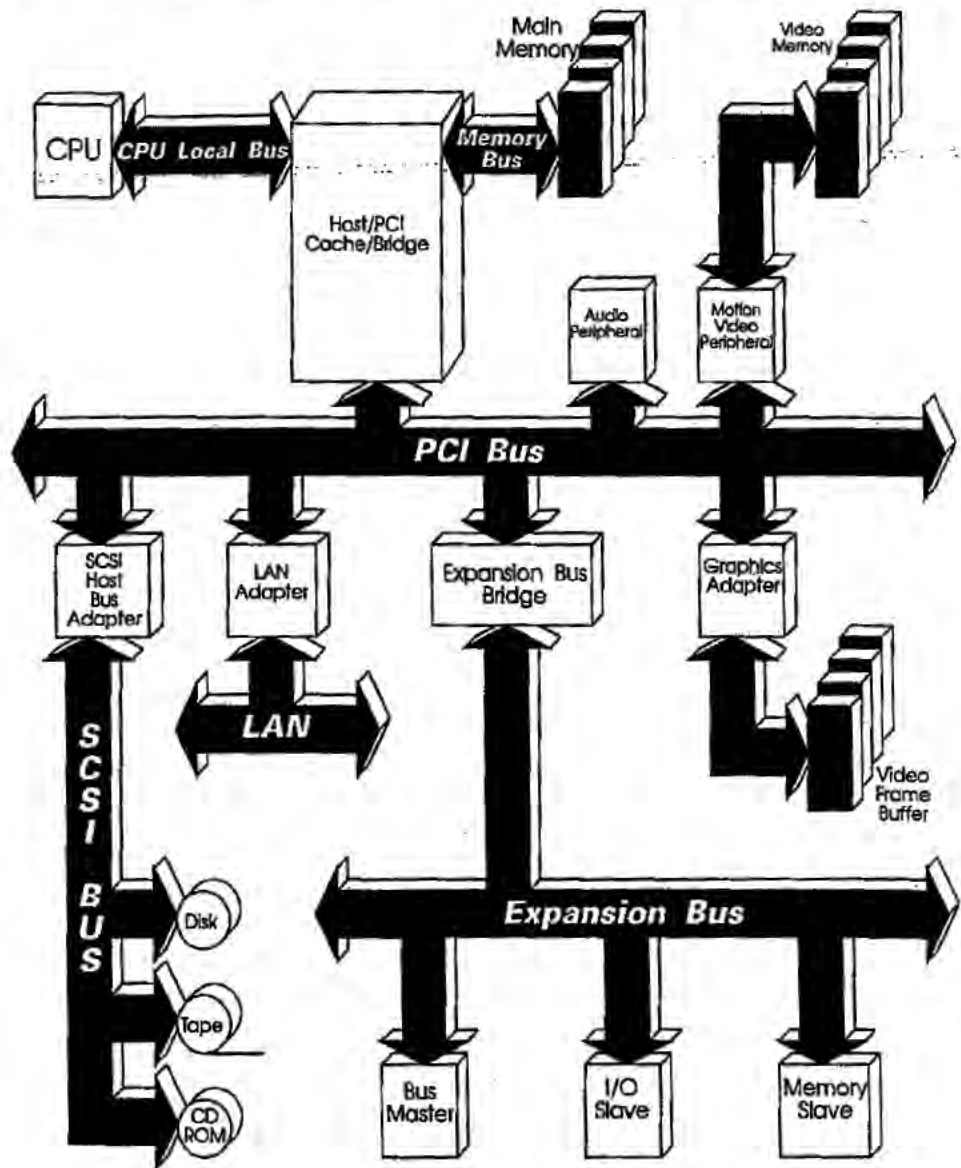 Main
Memory
Video
Memory
CPU
CPU Local Bus
Memory
Bus
Host/PCI
Cache/Bridge
Audio
Peripheral
Motion
Video
Peripheral
PCI Bus
SCSI
Host
Bus
Adapter
LAN
Adapter
Expansion Bus
Bridge
Graphics
Adapter
LAN
SCSI BUS
Video
Frame
Buffer
Disk
Expansion Bus
Tape
CD
ROM
Bus
Master
I/O
Slave
Memory
Slave